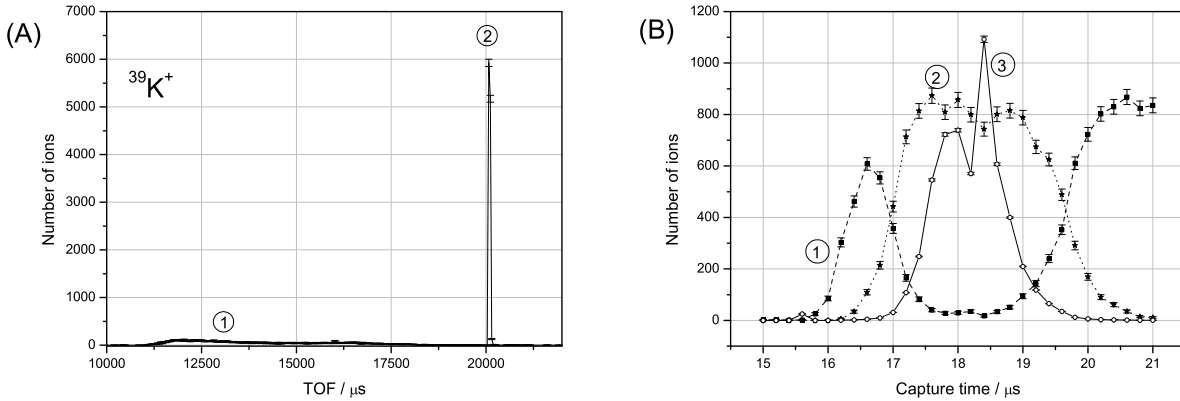 (A)
7000
6000
5000
4000
3000
2000
1000
0
Number of ions
³⁹K⁺
①
②
10000 12500 15000 17500 20000
TOF / μs
(B)
1200
1000
800
600
400
200
0
Number of ions
①
②
③
15 16 17 18 19 20 21
Capture time / μs